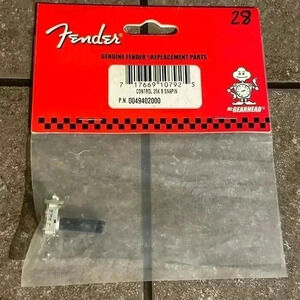 28
Fender
GENUINE FENDER REPLACEMENT PARTS
7 17669 10792 5
CONTROL 25K B SNAPIN
P.N. 0049402000
GEARHEAD